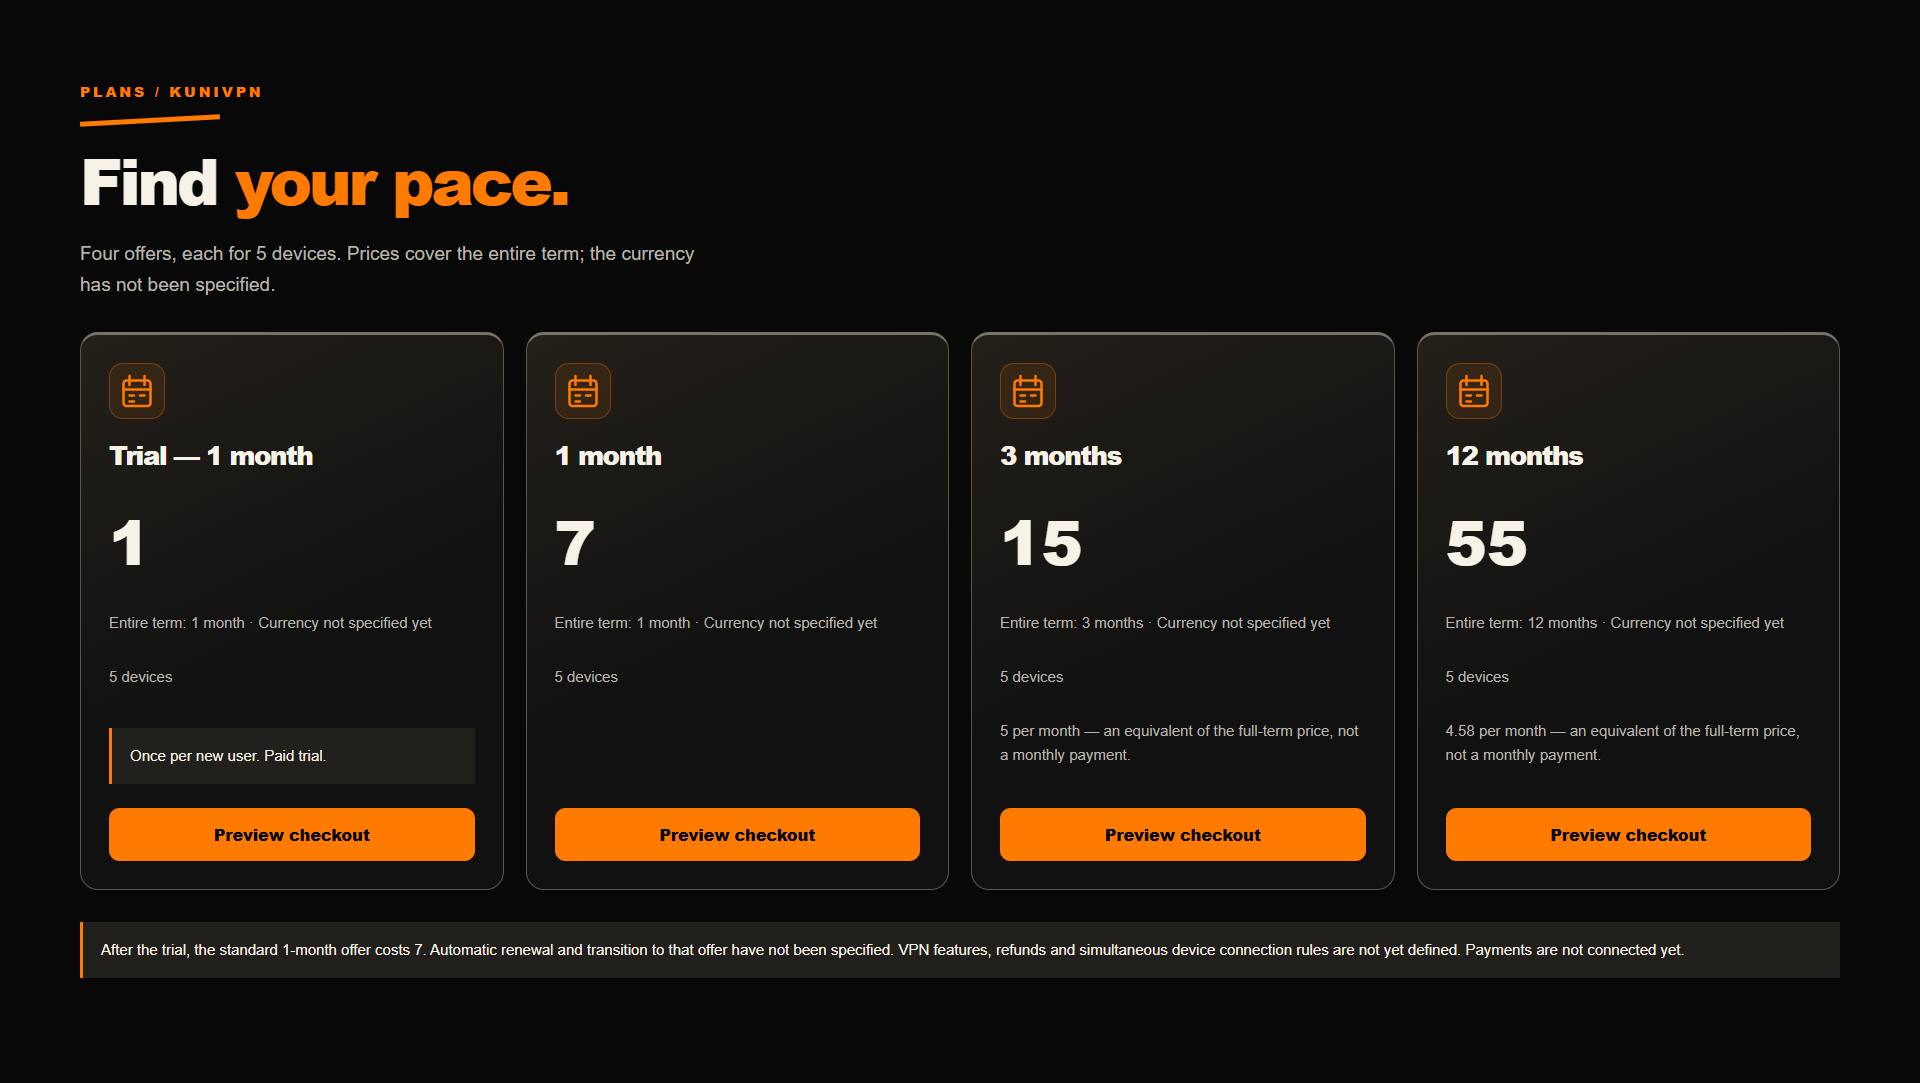 PLANS / KUNIVPN
Find your pace.
Four offers, each for 5 devices. Prices cover the entire term; the currency
has not been specified.
Trial — 1 month
1
Entire term: 1 month · Currency not specified yet
5 devices
Once per new user. Paid trial.
Preview checkout
1 month
7
Entire term: 1 month · Currency not specified yet
5 devices
Preview checkout
3 months
15
Entire term: 3 months · Currency not specified yet
5 devices
5 per month — an equivalent of the full-term price, not
a monthly payment.
Preview checkout
12 months
55
Entire term: 12 months · Currency not specified yet
5 devices
4.58 per month — an equivalent of the full-term price,
not a monthly payment.
Preview checkout
After the trial, the standard 1-month offer costs 7. Automatic renewal and transition to that offer have not been specified. VPN features, refunds and simultaneous device connection rules are not yet defined. Payments are not connected yet.